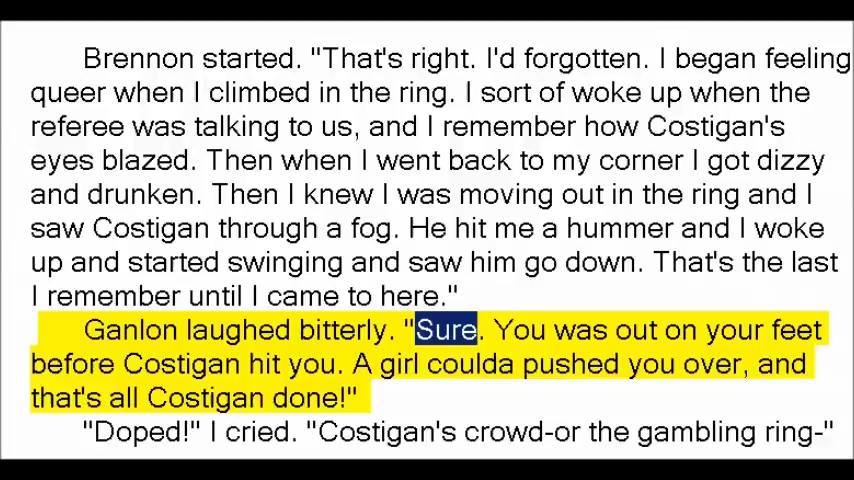 Brennon started. "That's right. I'd forgotten. I began feeling
queer when I climbed in the ring. I sort of woke up when the
referee was talking to us, and I remember how Costigan's
eyes blazed. Then when I went back to my corner I got dizzy
and drunken. Then I knew I was moving out in the ring and I
saw Costigan through a fog. He hit me a hummer and I woke
up and started swinging and saw him go down. That's the last
I remember until I came to here."
Ganlon laughed bitterly. "Sure. You was out on your feet
before Costigan hit you. A girl coulda pushed you over, and
that's all Costigan done!"
"Doped!" I cried. "Costigan's crowd-or the gambling ring-"